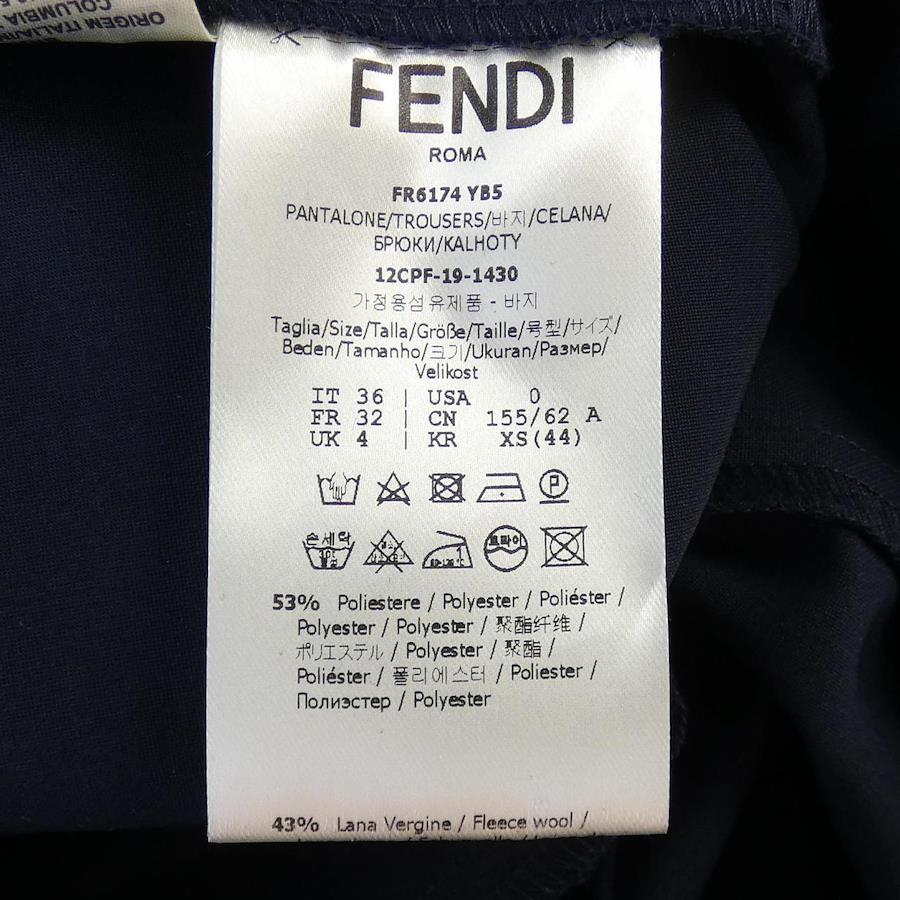 ORIGEM ITALIANA
COLUMBIA
FENDI
ROMA
FR6174 YB5
PANTALONE/TROUSERS/바지/CELANA/
БРЮКИ/KALHOTY
12CPF-19-1430
가정용섬유제품 - 바지
Taglia/Size/Talla/Größe/Taille/号型/サイズ/
Beden/Tamanho/크기/Ukuran/Размер/
Velikost
IT 36 | USA 0
FR 32 | CN 155/62 A
UK 4 | KR XS(44)
P
손세탁 드라이
53% Poliestere / Polyester / Poliéster /
Polyester / Polyester / 聚酯纤维 /
ポリエステル / Polyester / 聚酯 /
Poliéster / 폴리에스터 / Poliester /
Полиэстер / Polyester
43% Lana Vergine / Fleece wool /